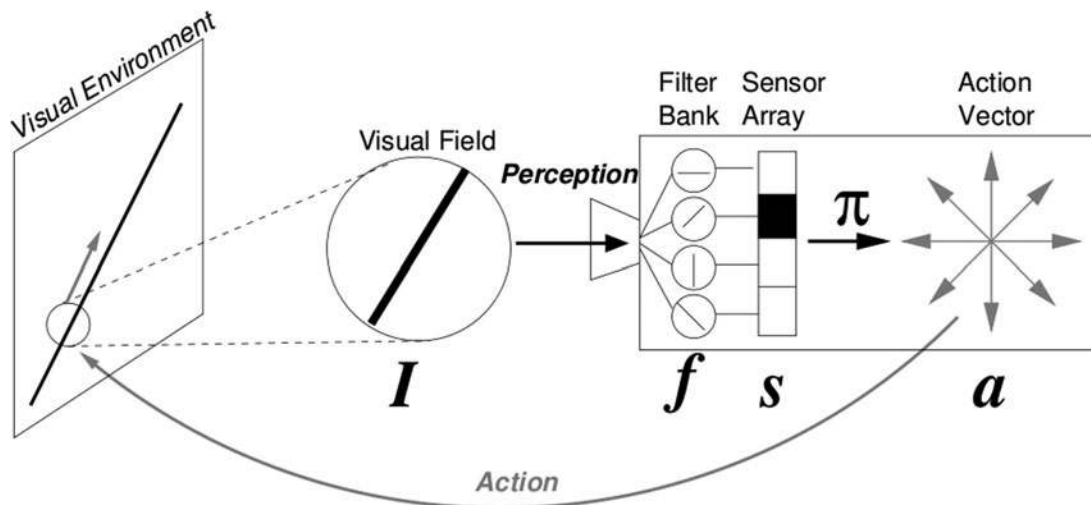 Visual Environment
Visual Field
Perception
Filter
Bank
Sensor
Array
Action
Vector
π
I
f
s
a
Action